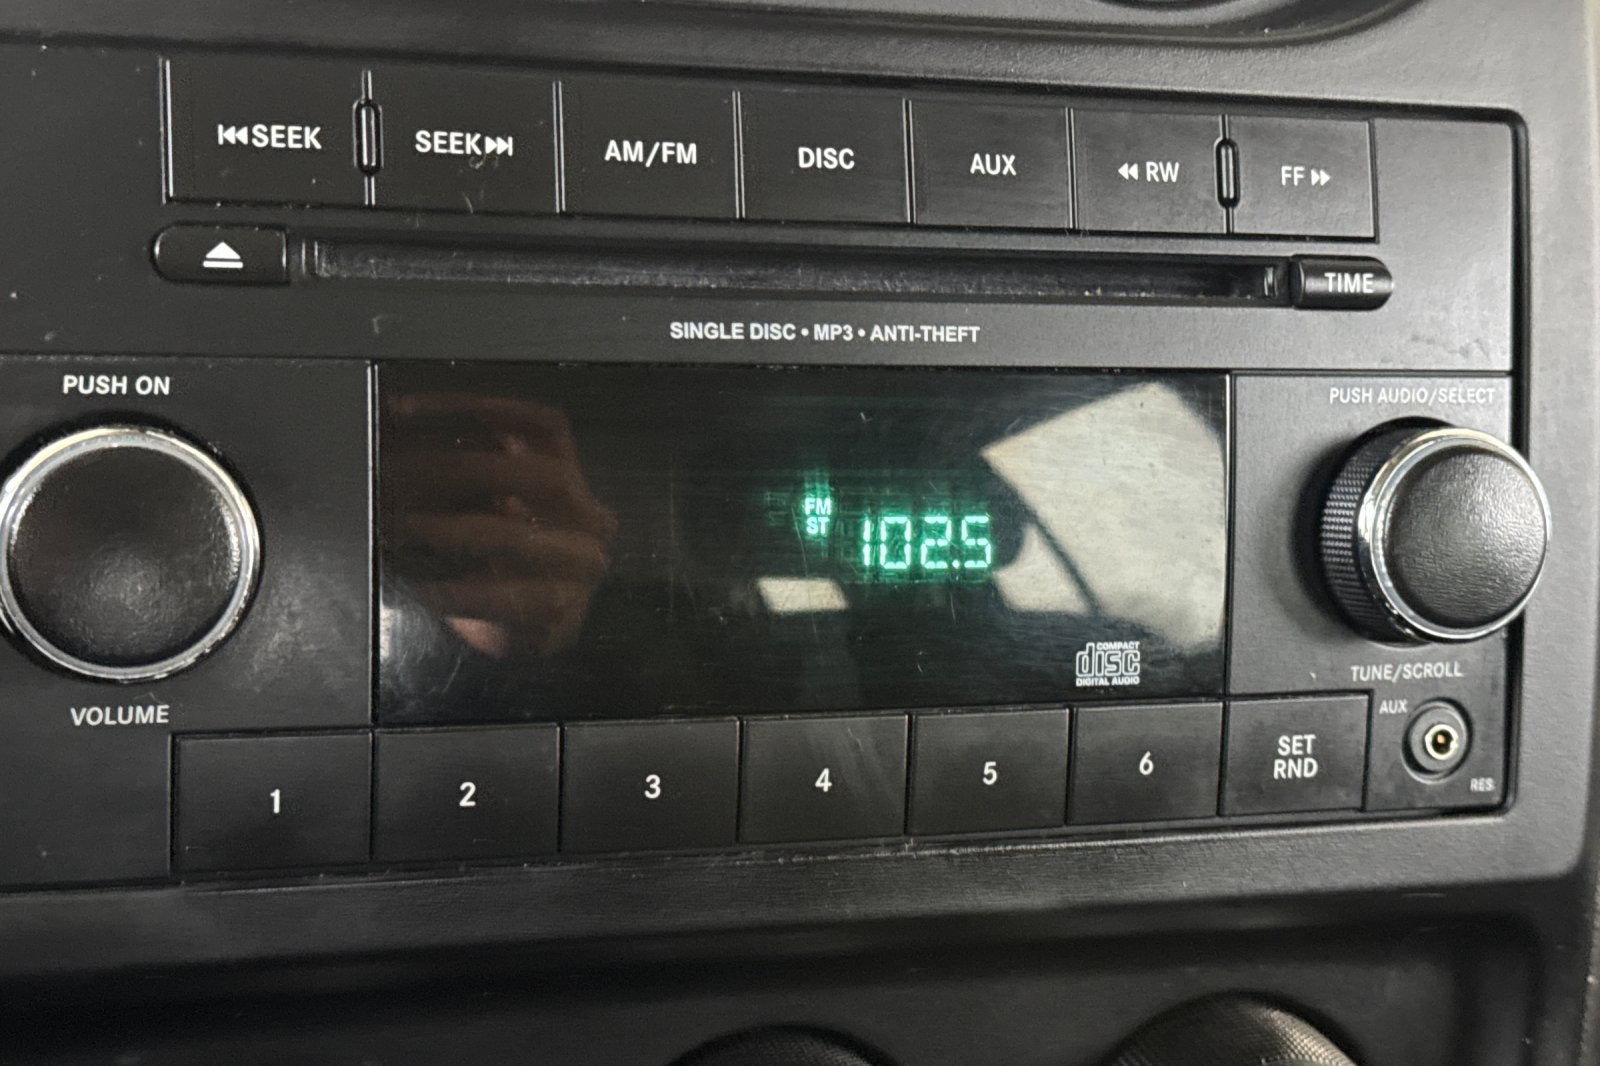 SEEK
SEEK
AM/FM
DISC
AUX
RW
FF
TIME
SINGLE DISC • MP3 • ANTI-THEFT
PUSH ON
PUSH AUDIO/SELECT
FM
ST
102.5
COMPACT
disc
DIGITAL AUDIO
VOLUME
TUNE/SCROLL
AUX
1
2
3
4
5
6
SET
RND
RES